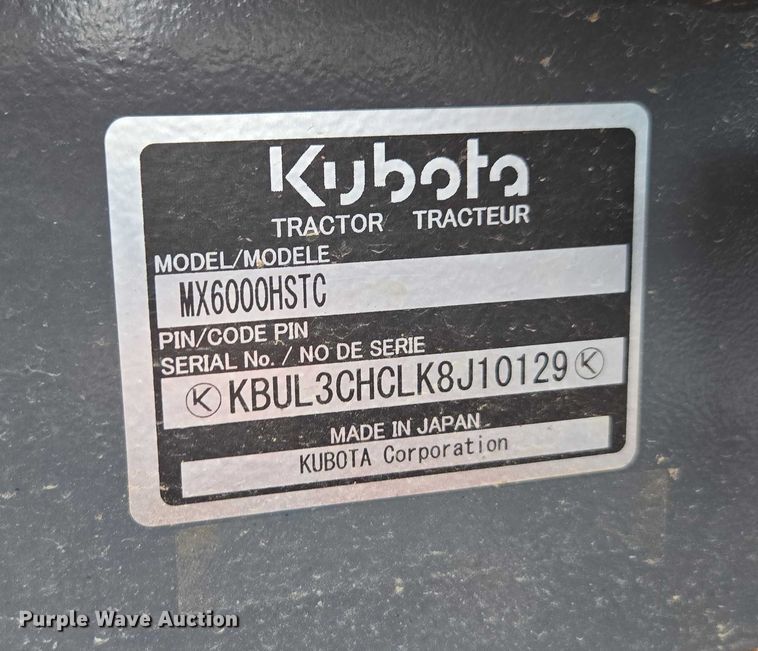 Kubota
TRACTOR TRACTEUR
MODEL/MODELE
MX6000HSTC
PIN/CODE PIN
SERIAL No. / NO DE SERIE
K KBUL3CHCLK8J10129 K
MADE IN JAPAN
KUBOTA Corporation
Purple Wave Auction